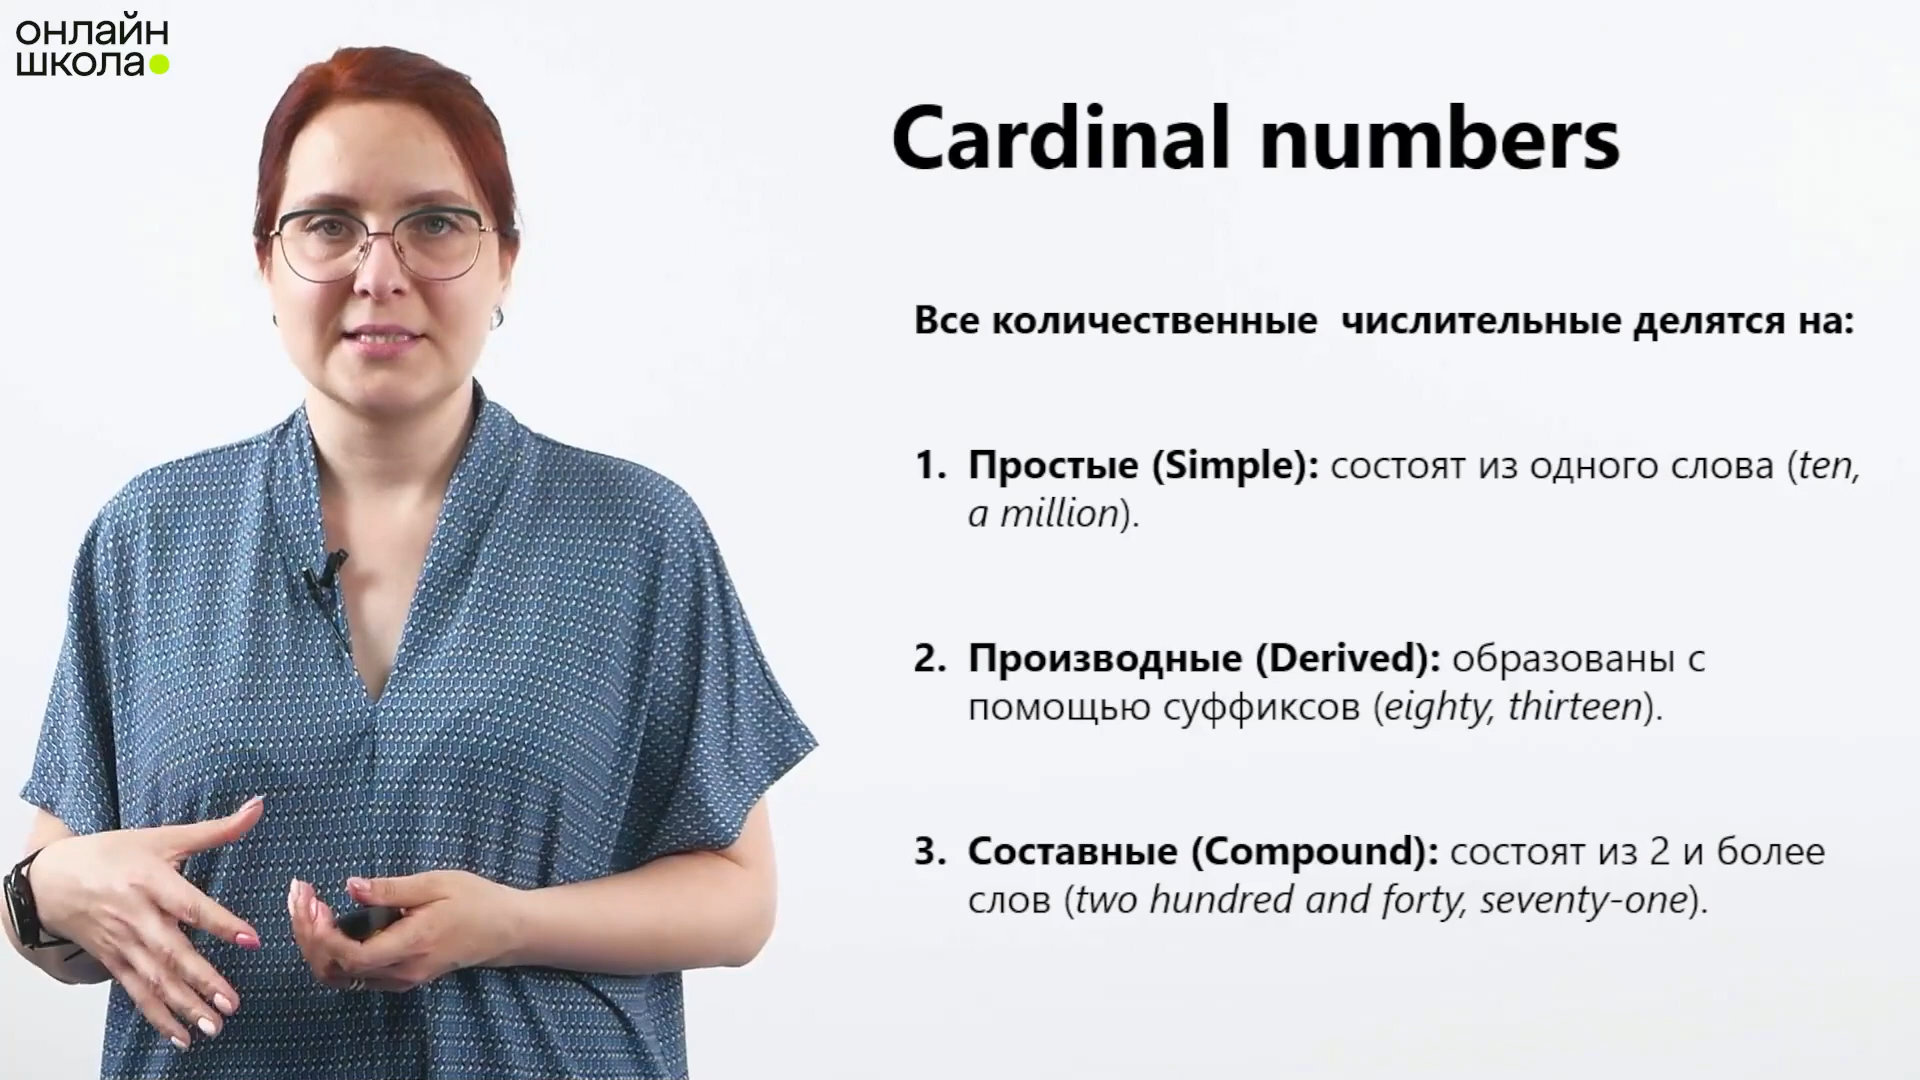 онлайн
школа
Cardinal numbers
Все количественные числительные делятся на:
1. Простые (Simple): состоят из одного слова (ten,
a million).
2. Производные (Derived): образованы с
помощью суффиксов (eighty, thirteen).
3. Составные (Compound): состоят из 2 и более
слов (two hundred and forty, seventy-one).